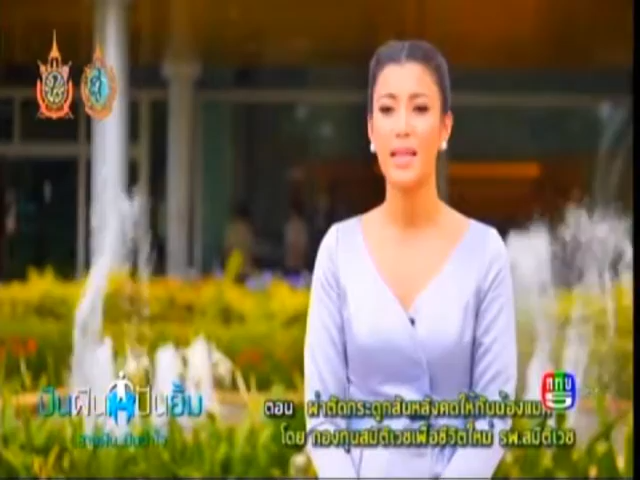 ปันฝันปันยิ้ม
ตอน ผ่าตัดกระดูกสันหลังคดให้กับน้องแบ
โดย กองทุนสมิติเวชเพื่อชีวิตใหม่ รพ.สมิติเวช
5